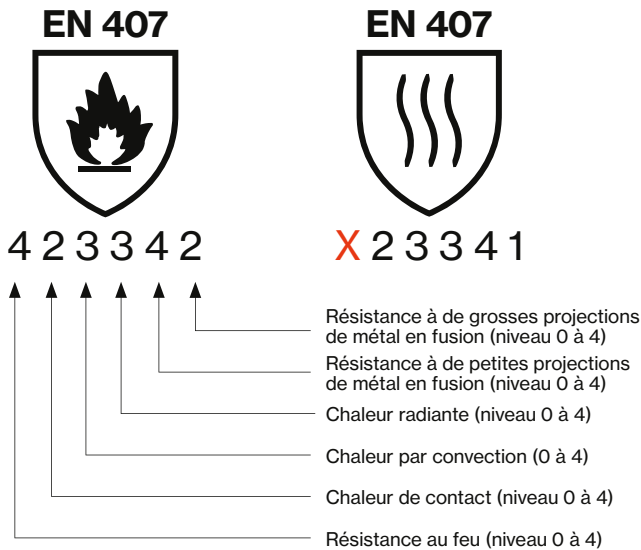 EN 407
EN 407
4 2 3 3 4 2
X 2 3 3 4 1
Résistance à de grosses projections
de métal en fusion (niveau 0 à 4)
Résistance à de petites projections
de métal en fusion (niveau 0 à 4)
Chaleur radiante (niveau 0 à 4)
Chaleur par convection (0 à 4)
Chaleur de contact (niveau 0 à 4)
Résistance au feu (niveau 0 à 4)